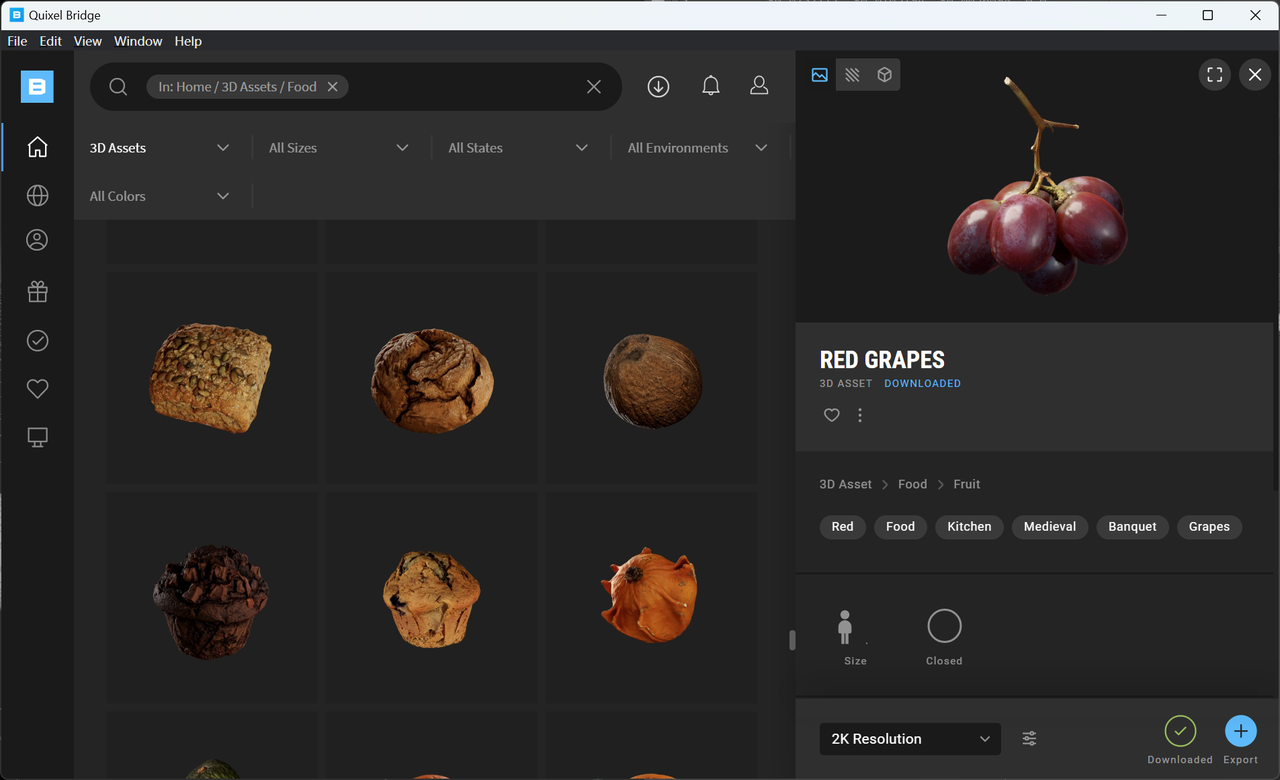 Quixel Bridge
File Edit View Window Help
In: Home / 3D Assets / Food
3D Assets All Sizes All States All Environments
All Colors
RED GRAPES
3D ASSET DOWNLOADED
3D Asset > Food > Fruit
Red Food Kitchen Medieval Banquet Grapes
Size Closed
2K Resolution
Downloaded Export